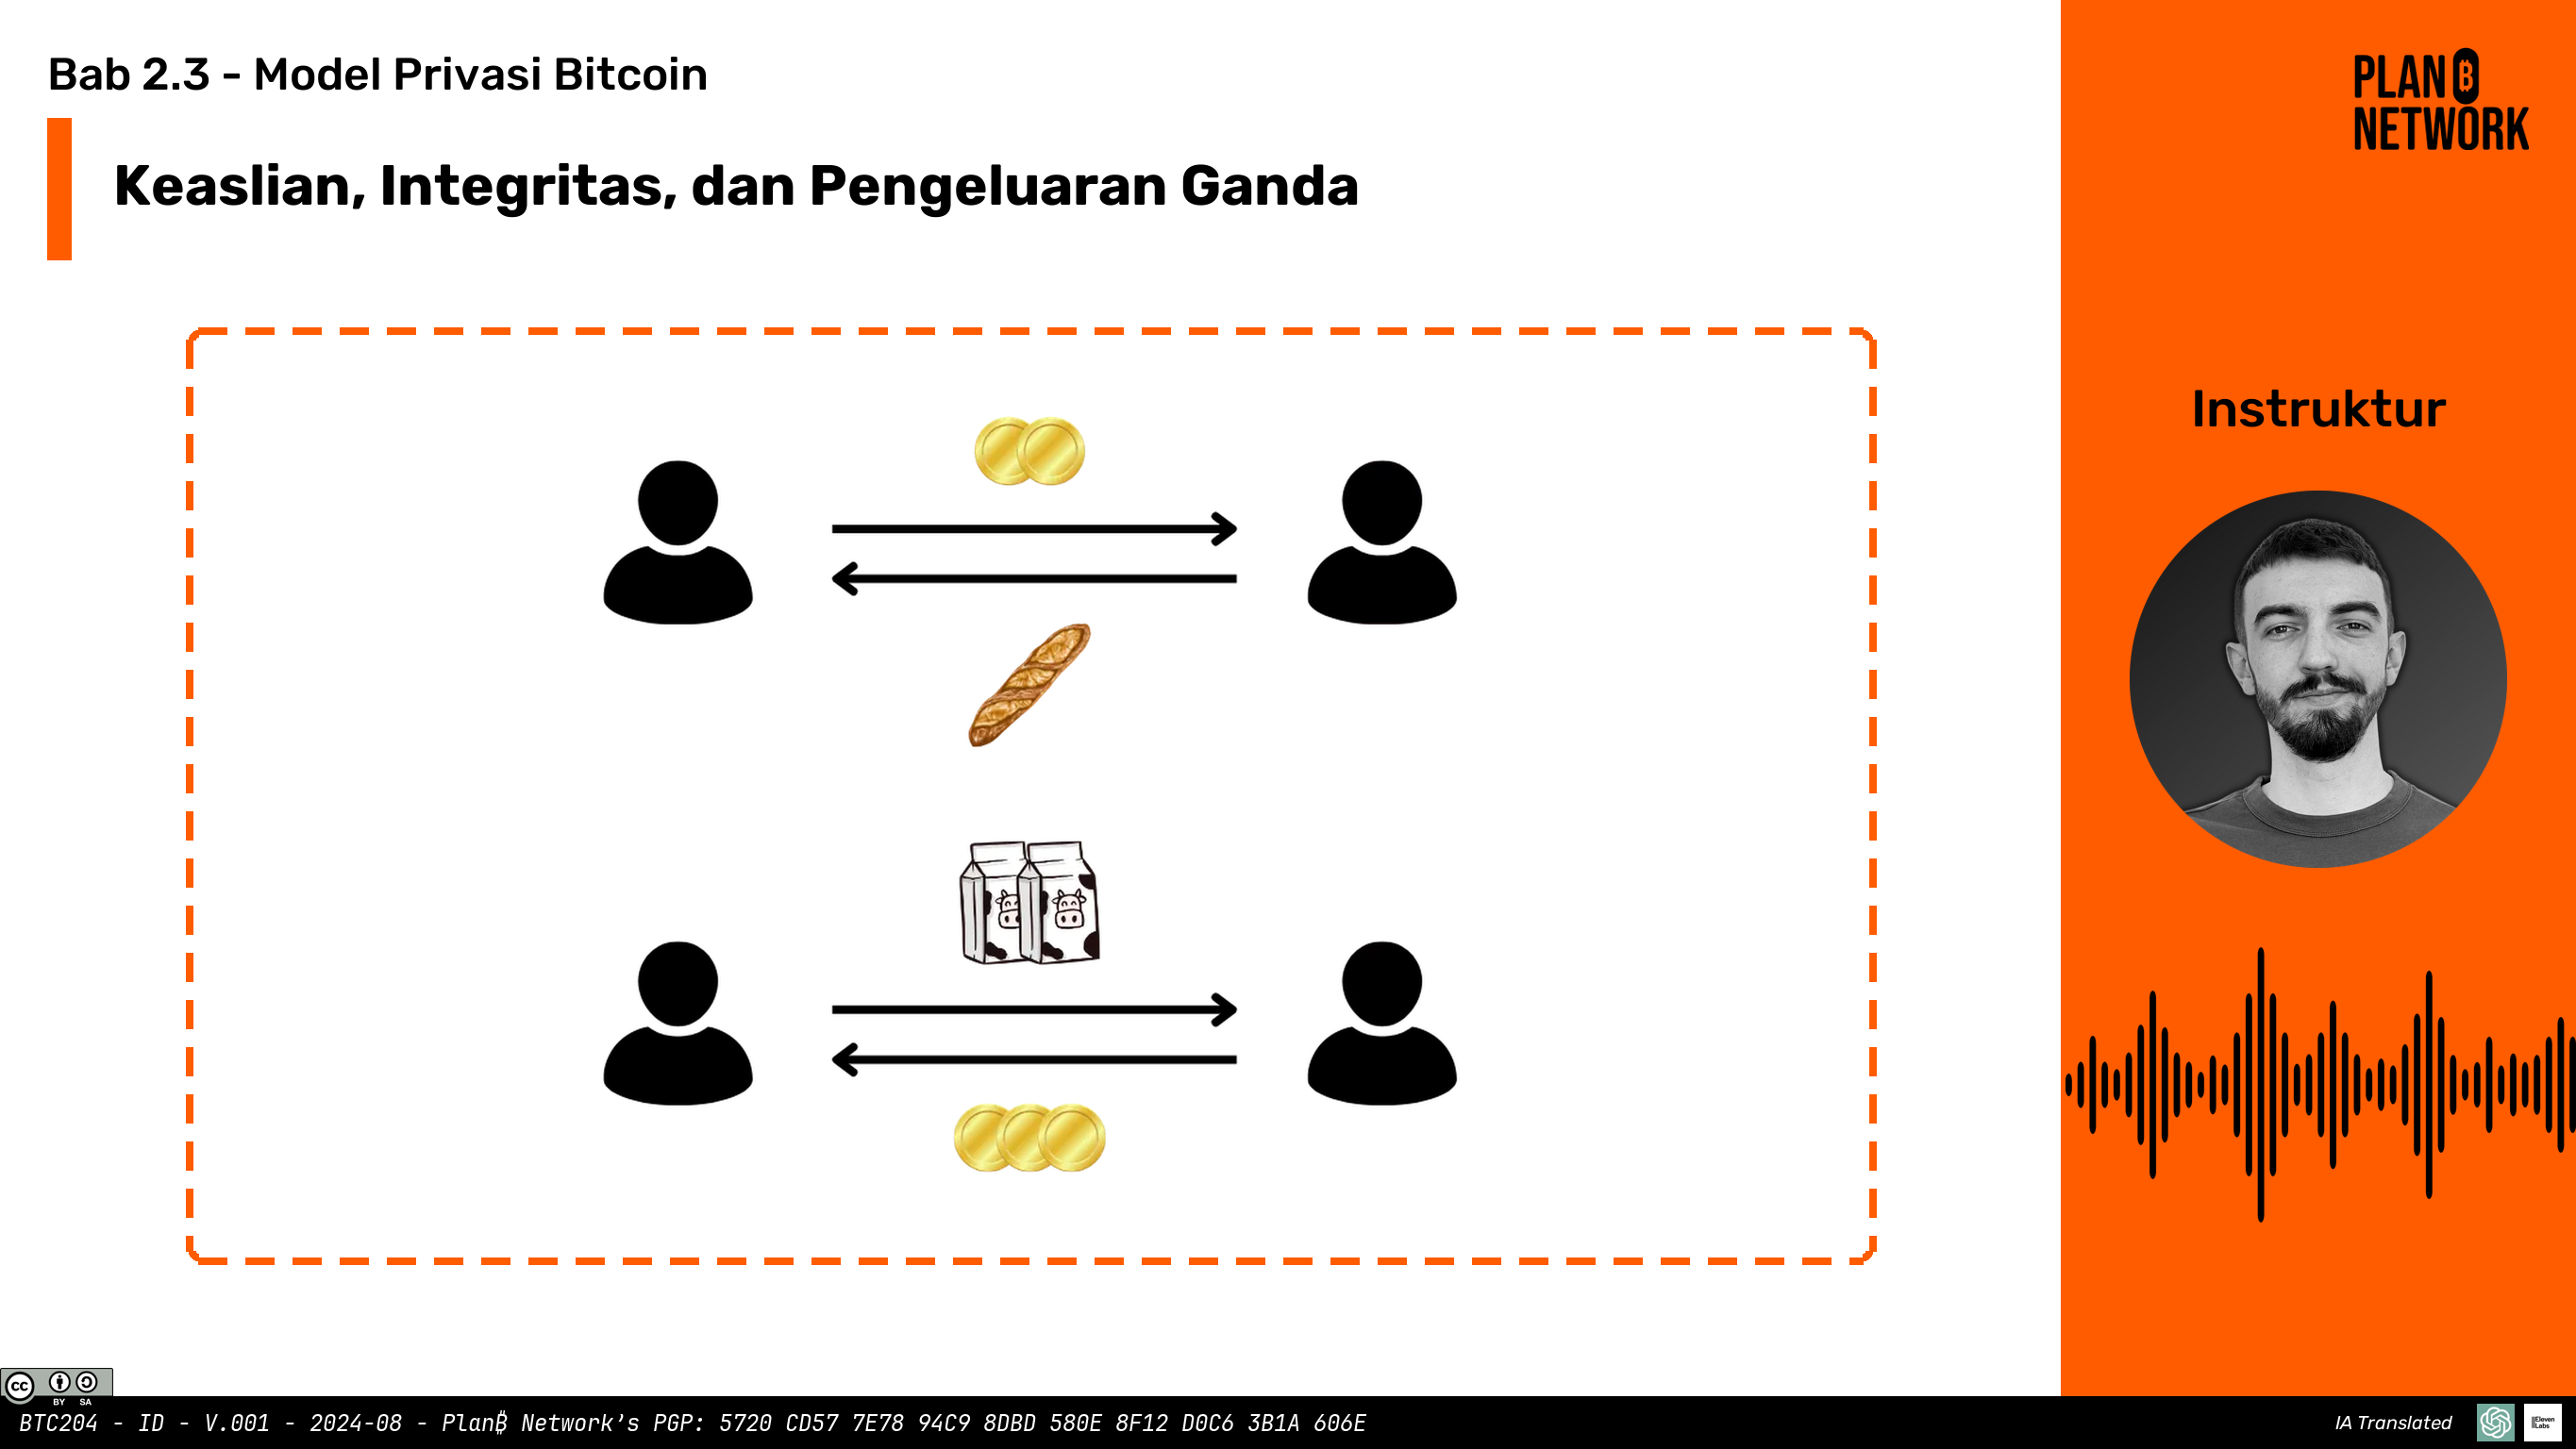 Bab 2.3 - Model Privasi Bitcoin
Keaslian, Integritas, dan Pengeluaran Ganda
PLAN ₿
NETWORK
Instruktur
CC BY SA
BTC204 - ID - V.001 - 2024-08 - Plan₿ Network's PGP: 5720 CD57 7E78 94C9 8DBD 580E 8F12 D0C6 3B1A 606E
IA Translated
ElevenLabs